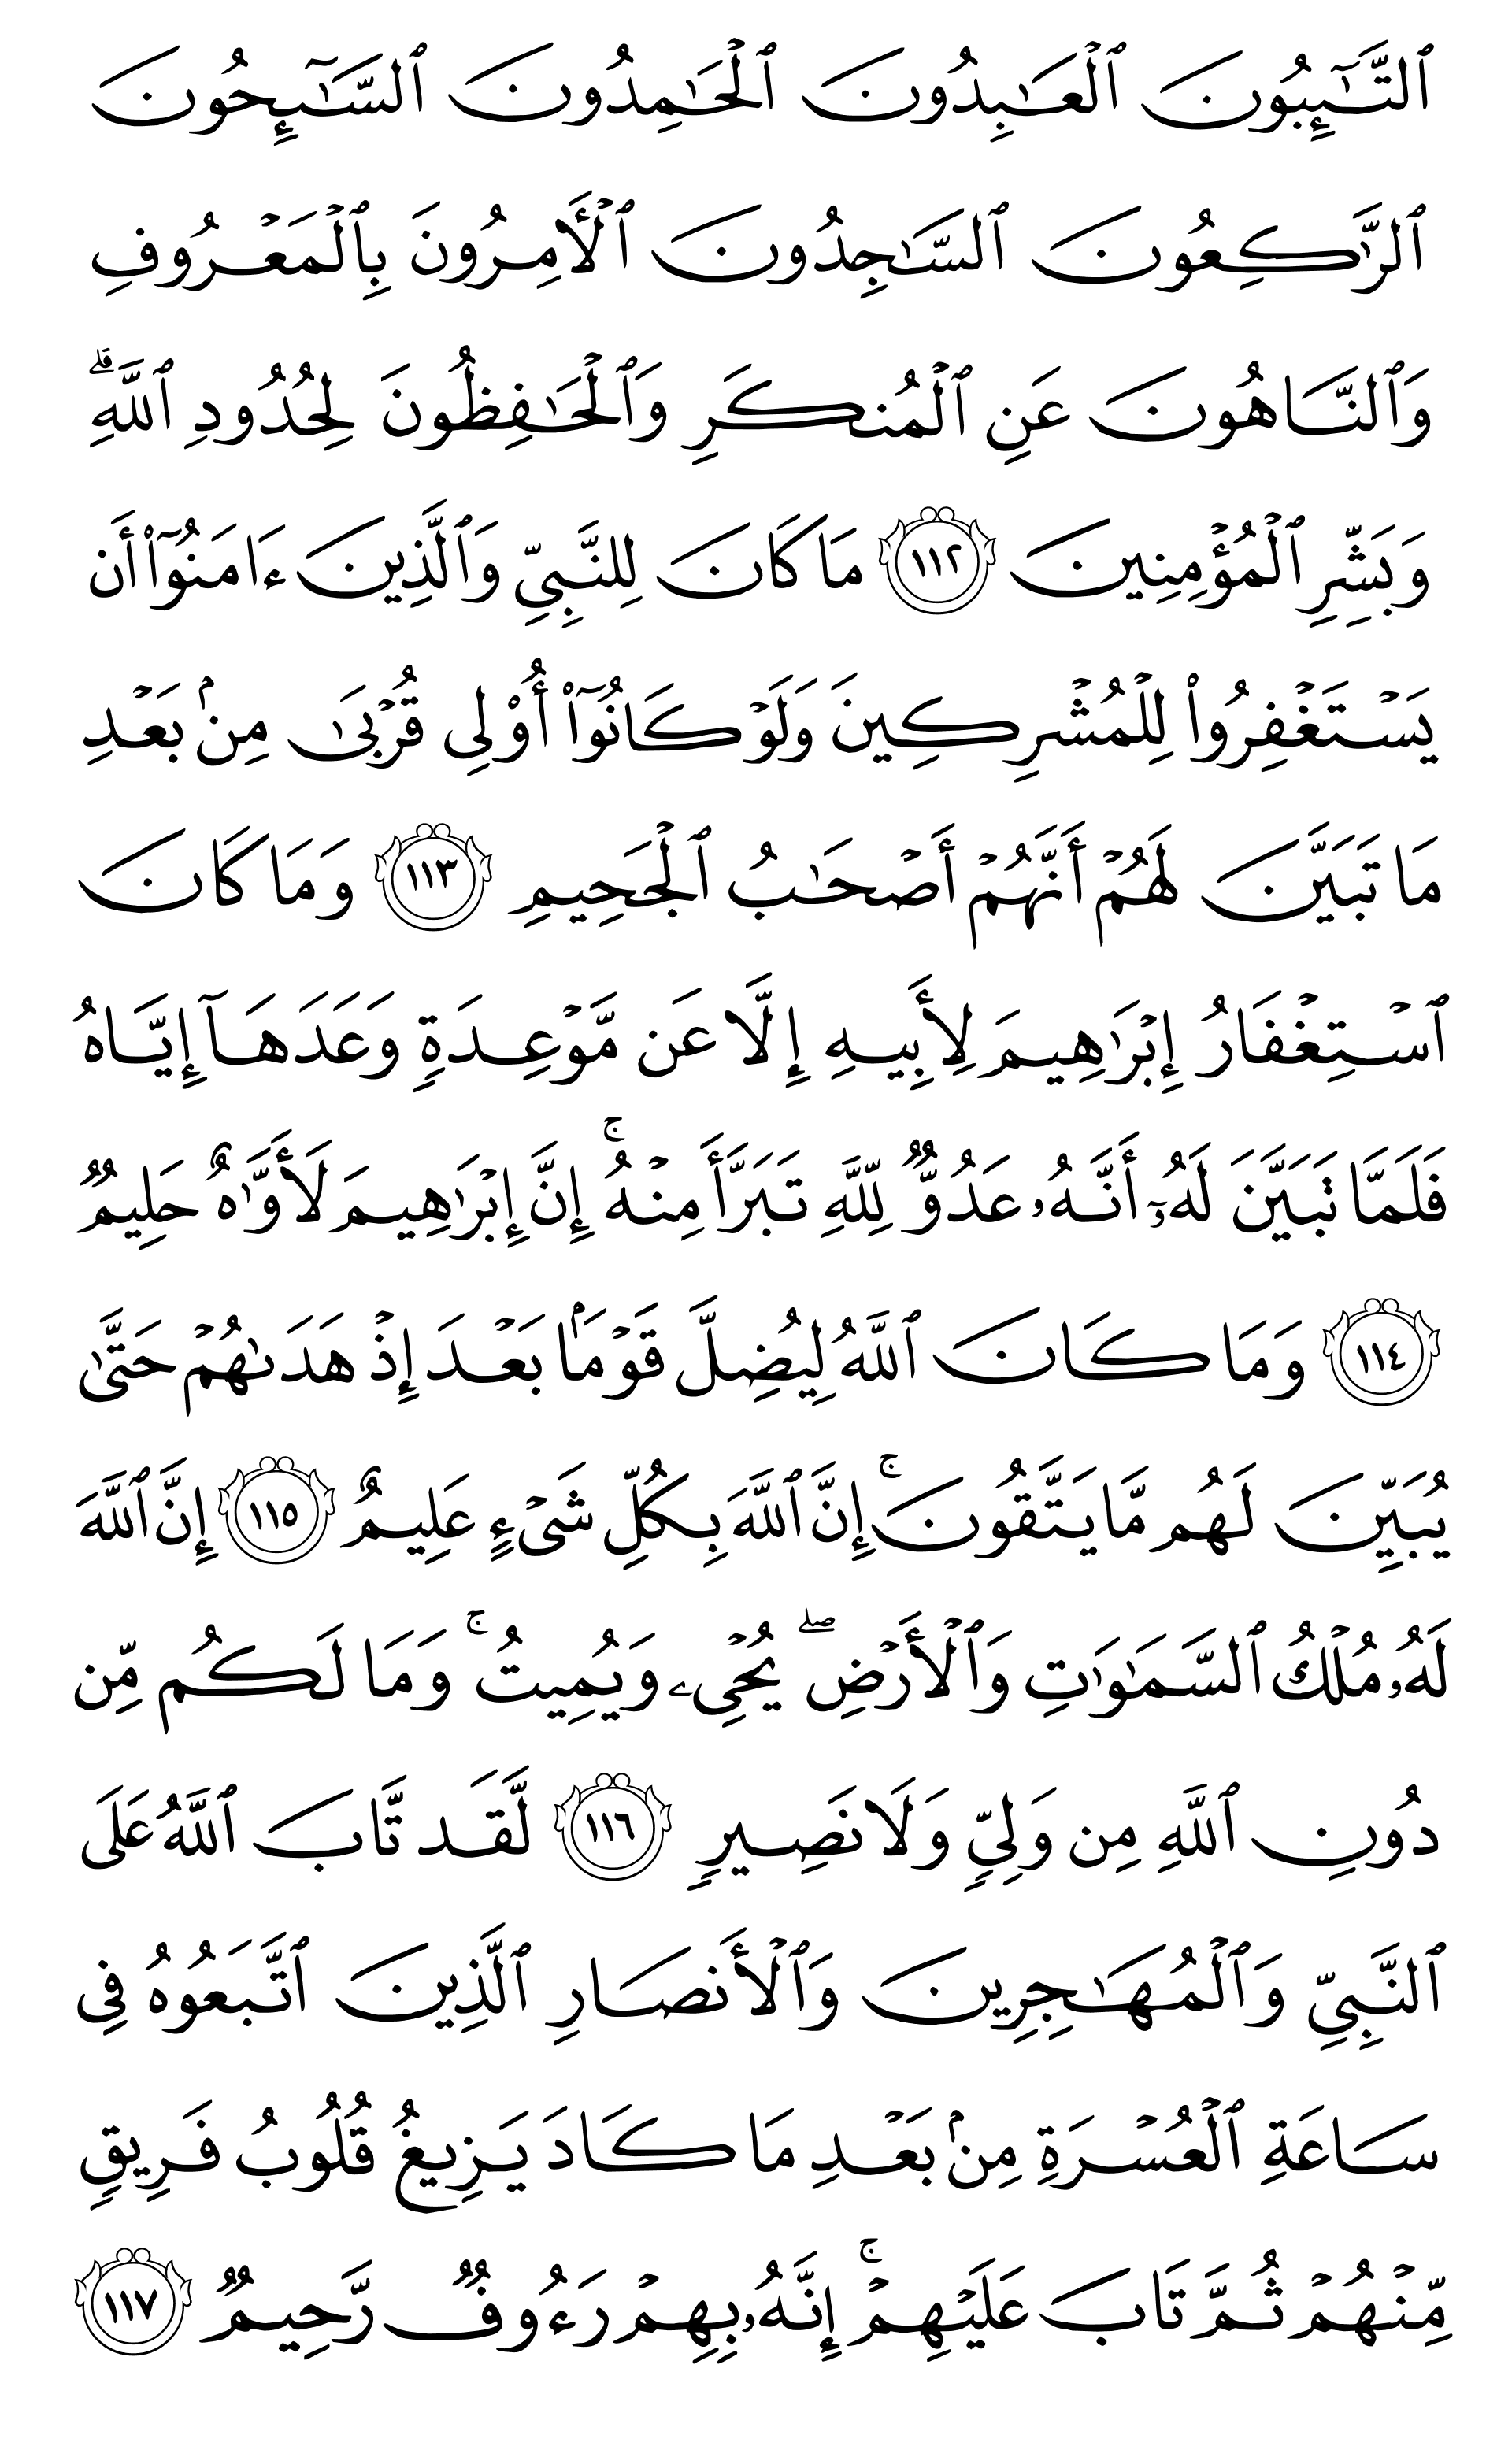 ٱلتَّٰٓئِبُونَ ٱلْعَٰبِدُونَ ٱلْحَٰمِدُونَ ٱلسَّٰٓئِحُونَ
ٱلرَّٰكِعُونَ ٱلسَّٰجِدُونَ ٱلْأَمِرُونَ بِٱلْمَعْرُوفِ
وَٱلنَّاهُونَ عَنِ ٱلْمُنكَرِ وَٱلْحَٰفِظُونَ لِحُدُودِ ٱللَّهِۗ
وَبَشِّرِ ٱلْمُؤْمِنِينَ ١١٢ مَا كَانَ لِلنَّبِيِّ وَٱلَّذِينَ ءَامَنُوٓا۟ أَن
يَسْتَغْفِرُوا۟ لِلْمُشْرِكِينَ وَلَوْ كَانُوٓا۟ أُو۟لِى قُرْبَىٰ مِنۢ بَعْدِ
مَا تَبَيَّنَ لَهُمْ أَنَّهُمْ أَصْحَٰبُ ٱلْجَحِيمِ ١١٣ وَمَا كَانَ
ٱسْتِغْفَارُ إِبْرَٰهِيمَ لِأَبِيهِ إِلَّا عَن مَّوْعِدَةٍ وَعَدَهَآ إِيَّاهُ
فَلَمَّا تَبَيَّنَ لَهُۥٓ أَنَّهُۥ عَدُوٌّ لِّلَّهِ تَبَرَّأَ مِنْهُۚ إِنَّ إِبْرَٰهِيمَ لَأَوَّٰهٌ حَلِيمٌ
١١٤ وَمَا كَانَ ٱللَّهُ لِيُضِلَّ قَوْمَۢا بَعْدَ إِذْ هَدَىٰهُمْ حَتَّىٰ
يُبَيِّنَ لَهُم مَّا يَتَّقُونَۚ إِنَّ ٱللَّهَ بِكُلِّ شَىْءٍ عَلِيمٌ ١١٥ إِنَّ ٱللَّهَ
لَهُۥ مُلْكُ ٱلسَّمَٰوَٰتِ وَٱلْأَرْضِۖ يُحْىِۦ وَيُمِيتُۚ وَمَا لَكُم مِّن
دُونِ ٱللَّهِ مِن وَلِيٍّ وَلَا نَصِيرٍ ١١٦ لَّقَد تَّابَ ٱللَّهُ عَلَى
ٱلنَّبِيِّ وَٱلْمُهَٰجِرِينَ وَٱلْأَنصَارِ ٱلَّذِينَ ٱتَّبَعُوهُ فِى
سَاعَةِ ٱلْعُسْرَةِ مِنۢ بَعْدِ مَا كَادَ يَزِيغُ قُلُوبُ فَرِيقٍ
مِّنْهُمْ ثُمَّ تَابَ عَلَيْهِمْۚ إِنَّهُۥ بِهِمْ رَءُوفٌ رَّحِيمٌ ١١٧